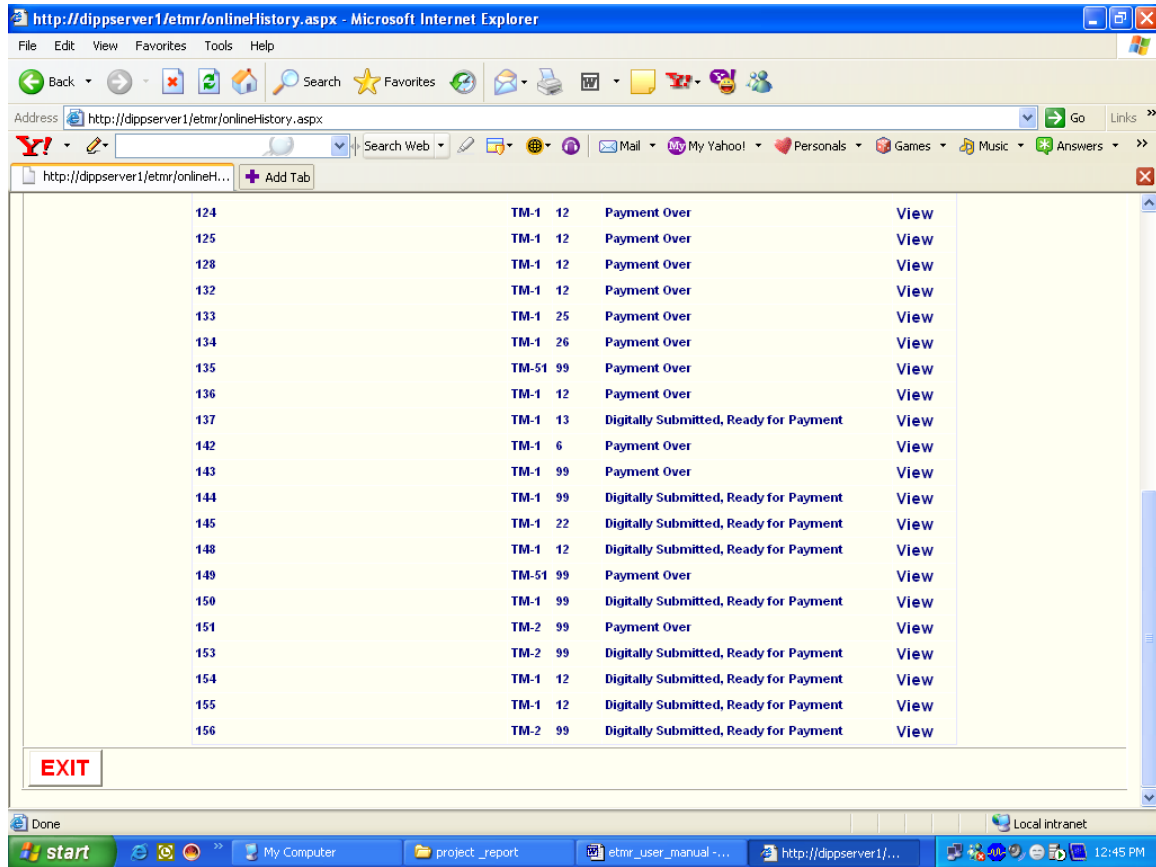 http://dippserver1/etmr/onlineHistory.aspx - Microsoft Internet Explorer
File Edit View Favorites Tools Help
Back Search Favorites
Address http://dippserver1/etmr/onlineHistory.aspx Go Links »
Y! Search Web Mail My Yahoo! Personals Games Music Answers »
http://dippserver1/etmr/onlineH... Add Tab
124 TM-1 12 Payment Over View
125 TM-1 12 Payment Over View
128 TM-1 12 Payment Over View
132 TM-1 12 Payment Over View
133 TM-1 25 Payment Over View
134 TM-1 26 Payment Over View
135 TM-51 99 Payment Over View
136 TM-1 12 Payment Over View
137 TM-1 13 Digitally Submitted, Ready for Payment View
142 TM-1 6 Payment Over View
143 TM-1 99 Payment Over View
144 TM-1 99 Digitally Submitted, Ready for Payment View
145 TM-1 22 Digitally Submitted, Ready for Payment View
148 TM-1 12 Digitally Submitted, Ready for Payment View
149 TM-51 99 Payment Over View
150 TM-1 99 Digitally Submitted, Ready for Payment View
151 TM-2 99 Payment Over View
153 TM-2 99 Digitally Submitted, Ready for Payment View
154 TM-1 12 Digitally Submitted, Ready for Payment View
155 TM-1 12 Digitally Submitted, Ready for Payment View
156 TM-2 99 Digitally Submitted, Ready for Payment View
EXIT
Done Local intranet
start » My Computer project _report etmr_user_manual -... http://dippserver1/... 12:45 PM